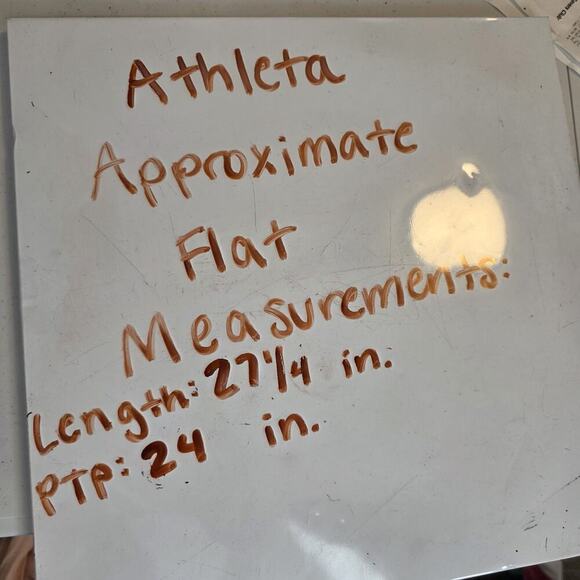 Athleta
Approximate
Flat
Measurements:
Length: 27 1/4 in.
PTP: 24 in.